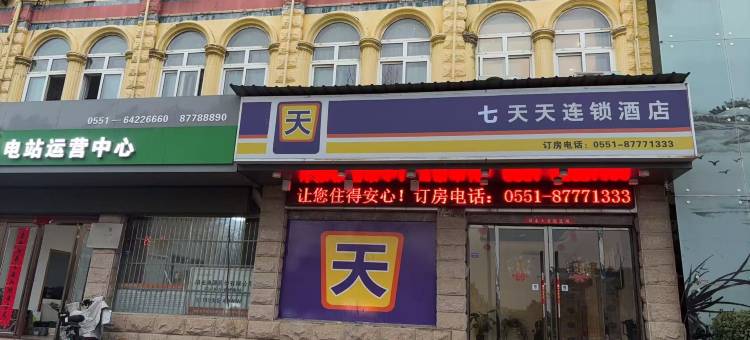 0551-64226660 87788890
电站运营中心
天
七天天连锁酒店
订房电话：0551-87771333
让您住得安心！订房电话：0551-87771333
天